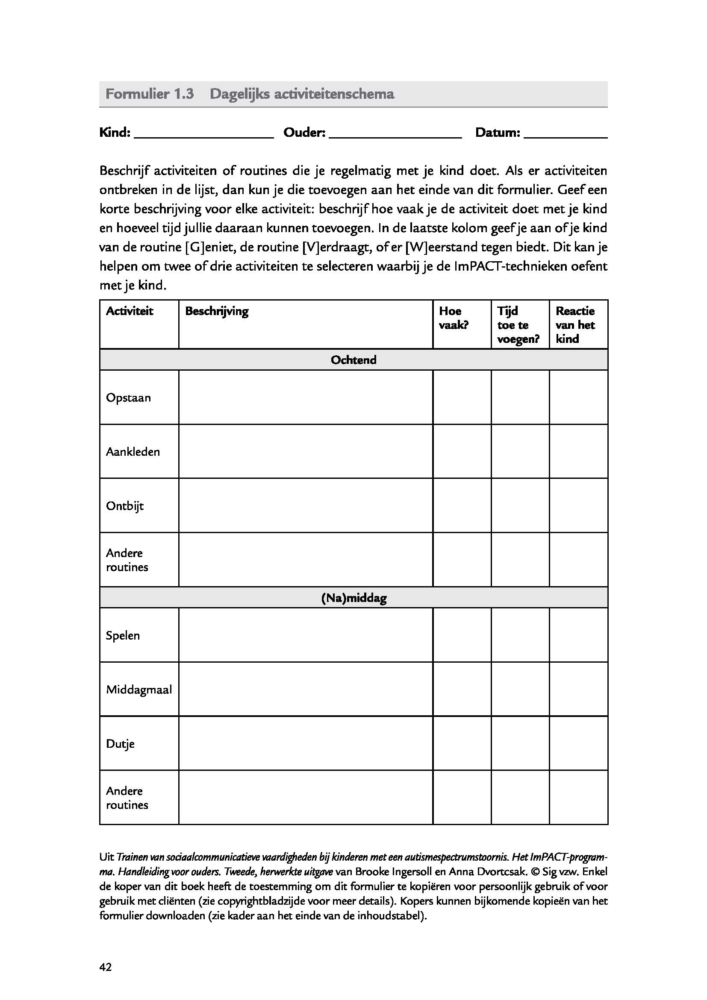 Formulier 1.3 Dagelijks activiteitenschema
Kind: Ouder: Datum:
Beschrijf activiteiten of routines die je regelmatig met je kind doet. Als er activiteiten
ontbreken in de lijst, dan kun je die toevoegen aan het einde van dit formulier. Geef een
korte beschrijving voor elke activiteit: beschrijf hoe vaak je de activiteit doet met je kind
en hoeveel tijd jullie daaraan kunnen toevoegen. In de laatste kolom geef je aan of je kind
van de routine [G]eniet, de routine [V]erdraagt, of er [W]eerstand tegen biedt. Dit kan je
helpen om twee of drie activiteiten te selecteren waarbij je de ImPACT-technieken oefent
met je kind.
Activiteit
Beschrijving
Hoe
vaak?
Tijd
toe te
voegen?
Reactie
van het
kind
Ochtend
Opstaan
Aankleden
Ontbijt
Andere
routines
(Na)middag
Spelen
Middagmaal
Dutje
Andere
routines
Uit Trainen van sociaalcommunicatieve vaardigheden bij kinderen met een autismespectrumstoornis. Het ImPACT-program-
ma. Handleiding voor ouders. Tweede, herwerkte uitgave van Brooke Ingersoll en Anna Dvortcsak. © Sig vzw. Enkel
de koper van dit boek heeft de toestemming om dit formulier te kopiëren voor persoonlijk gebruik of voor
gebruik met cliënten (zie copyrightbladzijde voor meer details). Kopers kunnen bijkomende kopieën van het
formulier downloaden (zie kader aan het einde van de inhoudstabel).
42